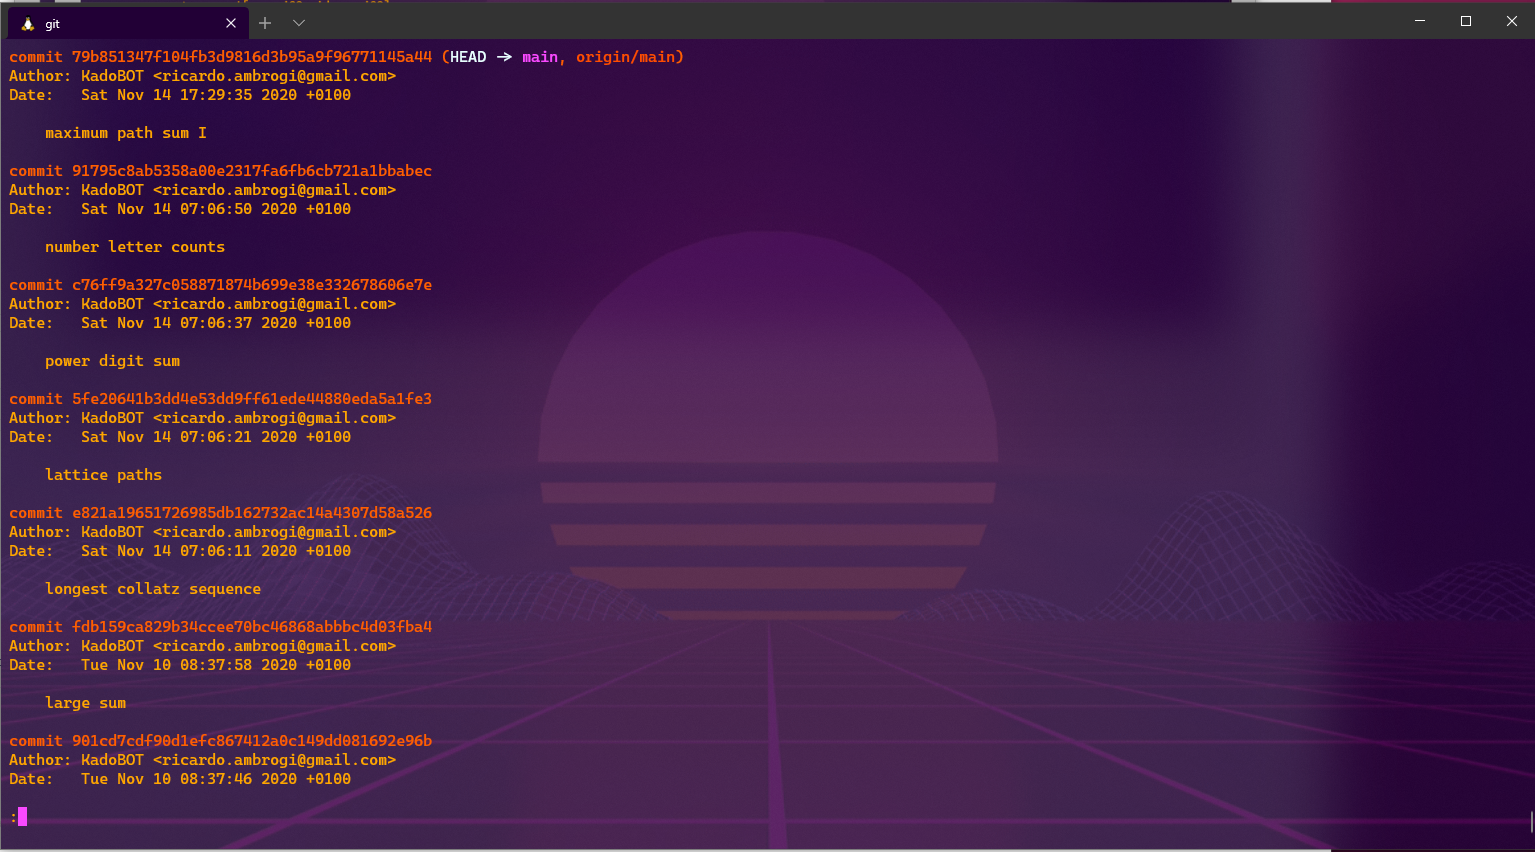 git
commit 79b851347f104fb3d9816d3b95a9f96771145a44 (HEAD -> main, origin/main)
Author: KadoBOT <ricardo.ambrogi@gmail.com>
Date:   Sat Nov 14 17:29:35 2020 +0100
maximum path sum I
commit 91795c8ab5358a00e2317fa6fb6cb721a1bbabec
Author: KadoBOT <ricardo.ambrogi@gmail.com>
Date:   Sat Nov 14 07:06:50 2020 +0100
number letter counts
commit c76ff9a327c058871874b699e38e332678606e7e
Author: KadoBOT <ricardo.ambrogi@gmail.com>
Date:   Sat Nov 14 07:06:37 2020 +0100
power digit sum
commit 5fe20641b3dd4e53dd9ff61ede44880eda5a1fe3
Author: KadoBOT <ricardo.ambrogi@gmail.com>
Date:   Sat Nov 14 07:06:21 2020 +0100
lattice paths
commit e821a19651726985db162732ac14a4307d58a526
Author: KadoBOT <ricardo.ambrogi@gmail.com>
Date:   Sat Nov 14 07:06:11 2020 +0100
longest collatz sequence
commit fdb159ca829b34ccee70bc46868abbbc4d03fba4
Author: KadoBOT <ricardo.ambrogi@gmail.com>
Date:   Tue Nov 10 08:37:58 2020 +0100
large sum
commit 901cd7cdf90d1efc867412a0c149dd081692e96b
Author: KadoBOT <ricardo.ambrogi@gmail.com>
Date:   Tue Nov 10 08:37:46 2020 +0100
: